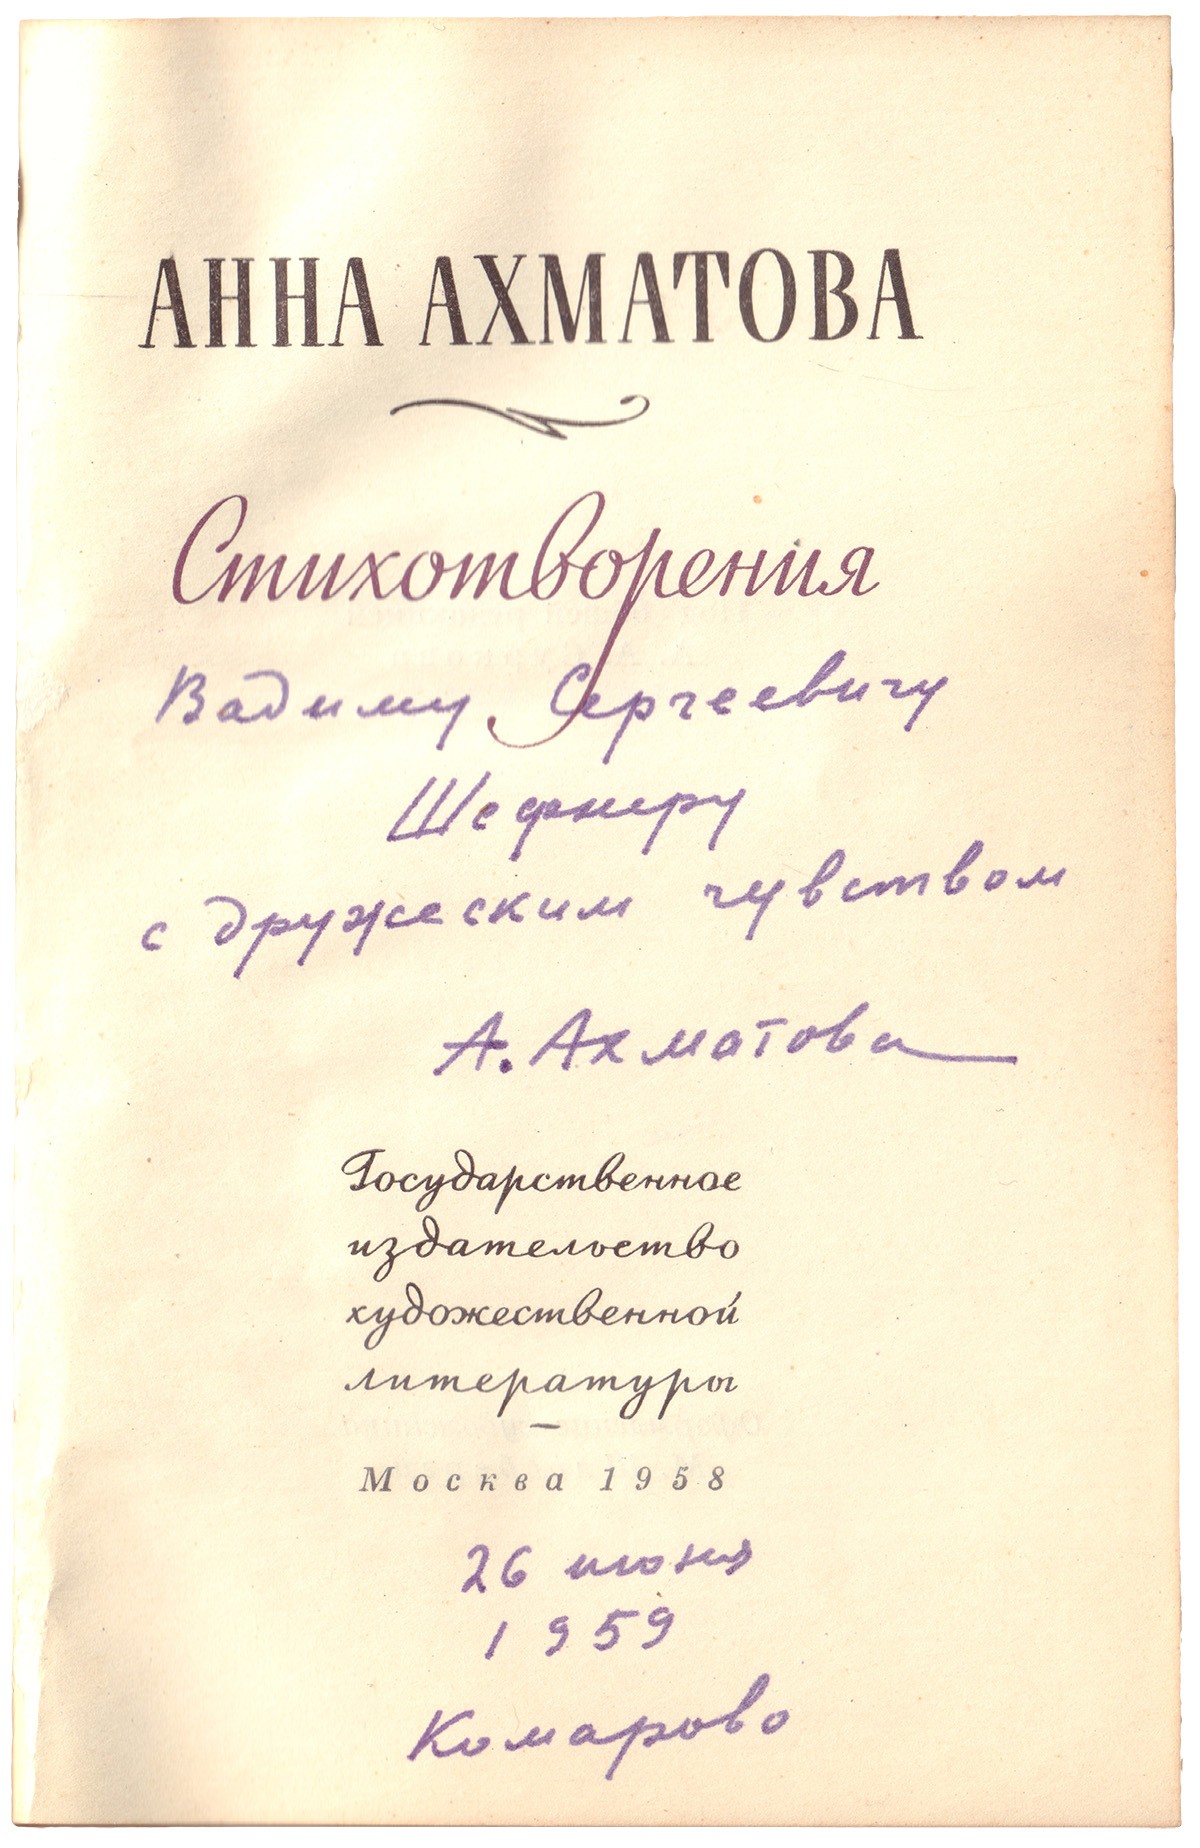 АННА АХМАТОВА
Стихотворения
Вадиму Сергеевичу
Шефнеру
с дружеским чувством
А. Ахматова
Государственное
издательство
художественной
литературы
Москва 1958
26 июня
1959
Комарово